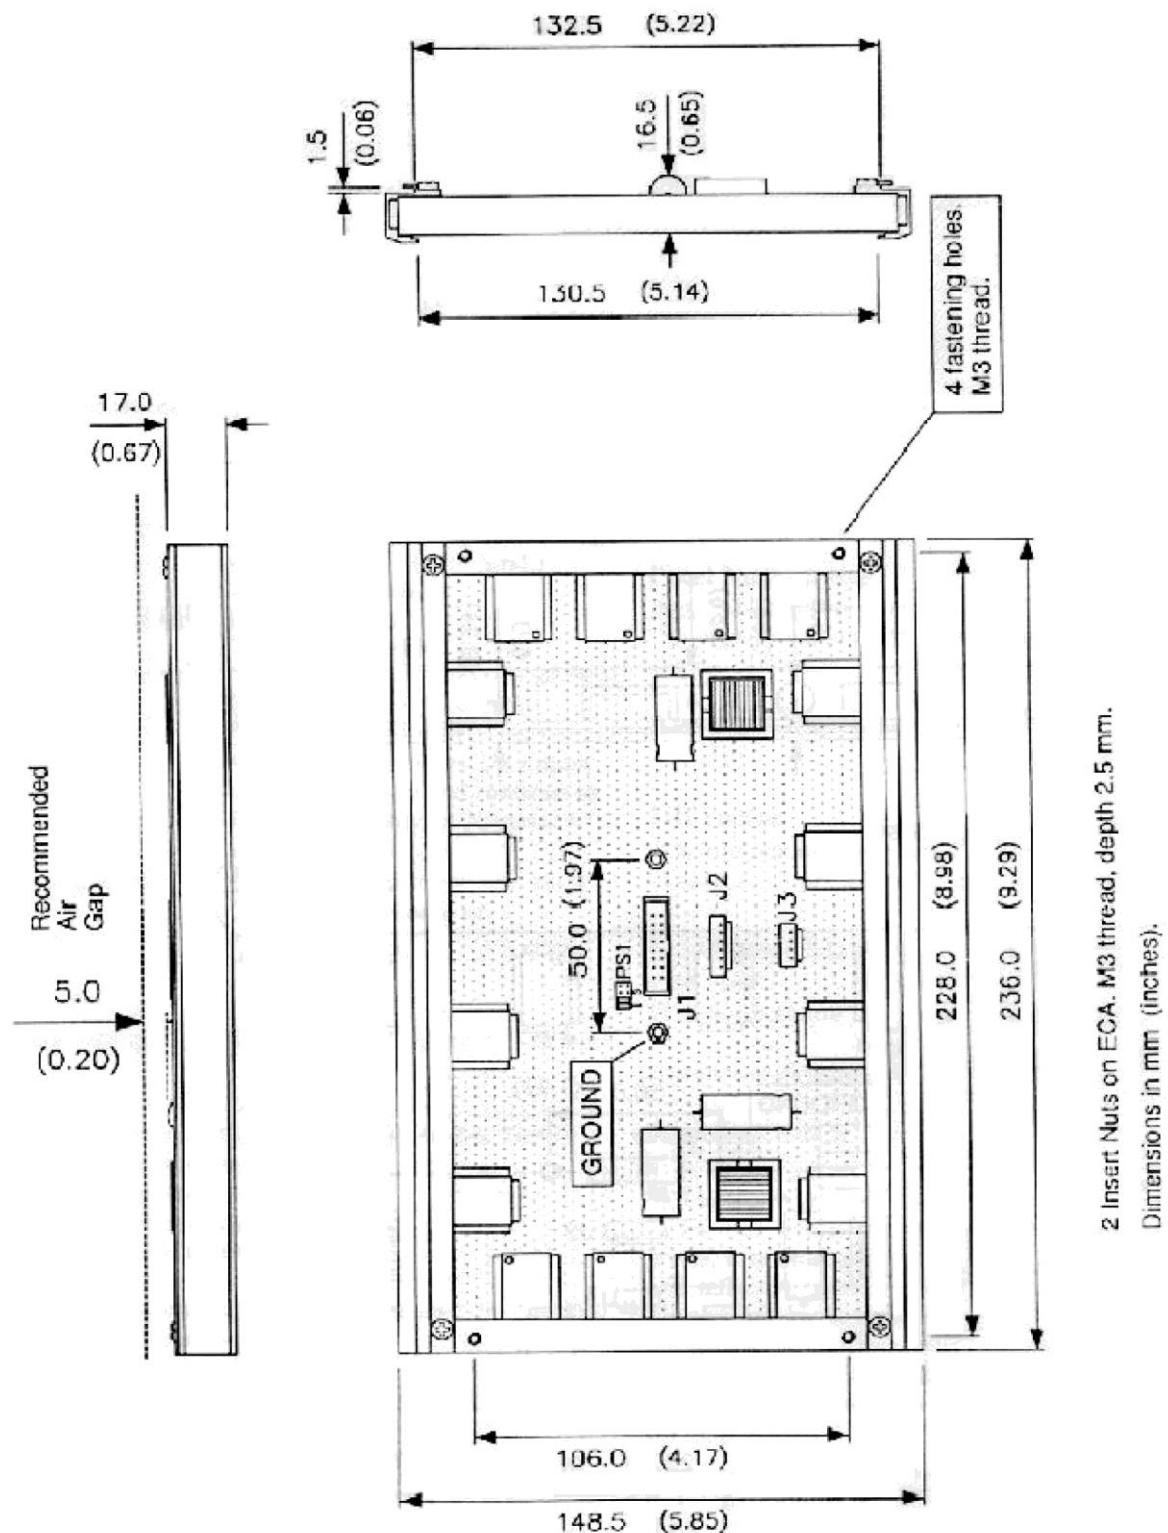 132.5 (5.22)
1.5
(0.06)
16.5
(0.65)
130.5 (5.14)
4 fastening holes.
M3 thread.
17.0
(0.67)
Recommended
Air
Gap
5.0
(0.20)
50.0 (1.97)
PS1
J1
J2
J3
GROUND
228.0 (8.98)
236.0 (9.29)
106.0 (4.17)
148.5 (5.85)
2 Insert Nuts on ECA. M3 thread, depth 2.5 mm.
Dimensions in mm (inches).